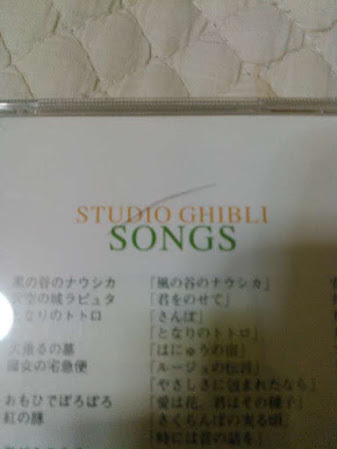 STUDIO GHIBLI
SONGS
風の谷のナウシカ 「風の谷のナウシカ」
天空の城ラピュタ 「君をのせて」
となりのトトロ 「さんぽ」
「となりのトトロ」
火垂るの墓 「はにゅうの宿」
魔女の宅急便 「ルージュの伝言」
「やさしさに包まれたなら」
おもひでぽろぽろ 「愛は花、君はその種子」
紅の豚 「さくらんぼの実る頃」
「時には昔の話を」